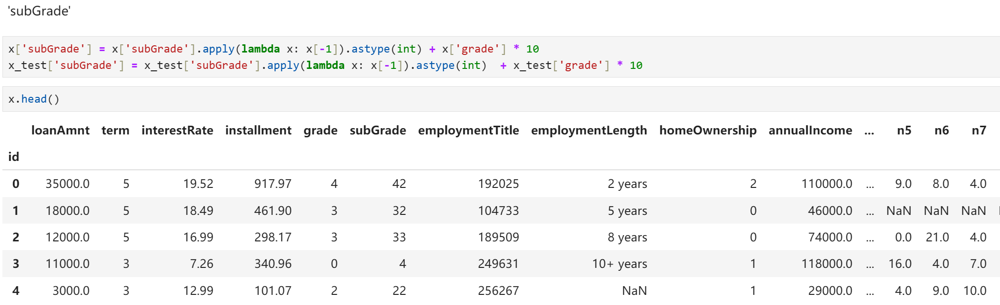 'subGrade'
x['subGrade'] = x['subGrade'].apply(lambda x: x[-1]).astype(int) + x['grade'] * 10
x_test['subGrade'] = x_test['subGrade'].apply(lambda x: x[-1]).astype(int)  + x_test['grade'] * 10
x.head()
loanAmnt term interestRate installment grade subGrade employmentTitle employmentLength homeOwnership annualIncome ... n5 n6 n7
id
0 35000.0 5 19.52 917.97 4 42 192025 2 years 2 110000.0 ... 9.0 8.0 4.0
1 18000.0 5 18.49 461.90 3 32 104733 5 years 0 46000.0 ... NaN NaN NaN
2 12000.0 5 16.99 298.17 3 33 189509 8 years 0 74000.0 ... 0.0 21.0 4.0
3 11000.0 3 7.26 340.96 0 4 249631 10+ years 1 118000.0 ... 16.0 4.0 7.0
4 3000.0 3 12.99 101.07 2 22 256267 NaN 1 29000.0 ... 4.0 9.0 10.0